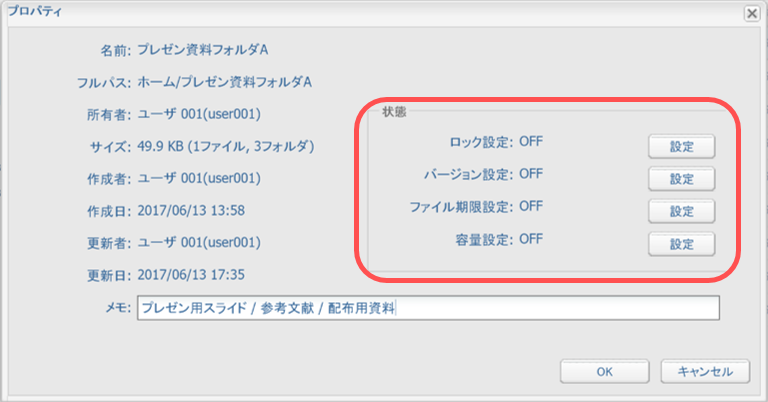 プロパティ
名前: プレゼン資料フォルダA
フルパス: ホーム/プレゼン資料フォルダA
所有者: ユーザ 001(user001)
サイズ: 49.9 KB (1ファイル, 3フォルダ)
作成者: ユーザ 001(user001)
作成日: 2017/06/13 13:58
更新者: ユーザ 001(user001)
更新日: 2017/06/13 17:35
状態
ロック設定: OFF 設定
バージョン設定: OFF 設定
ファイル期限設定: OFF 設定
容量設定: OFF 設定
メモ: プレゼン用スライド / 参考文献 / 配布用資料
OK キャンセル